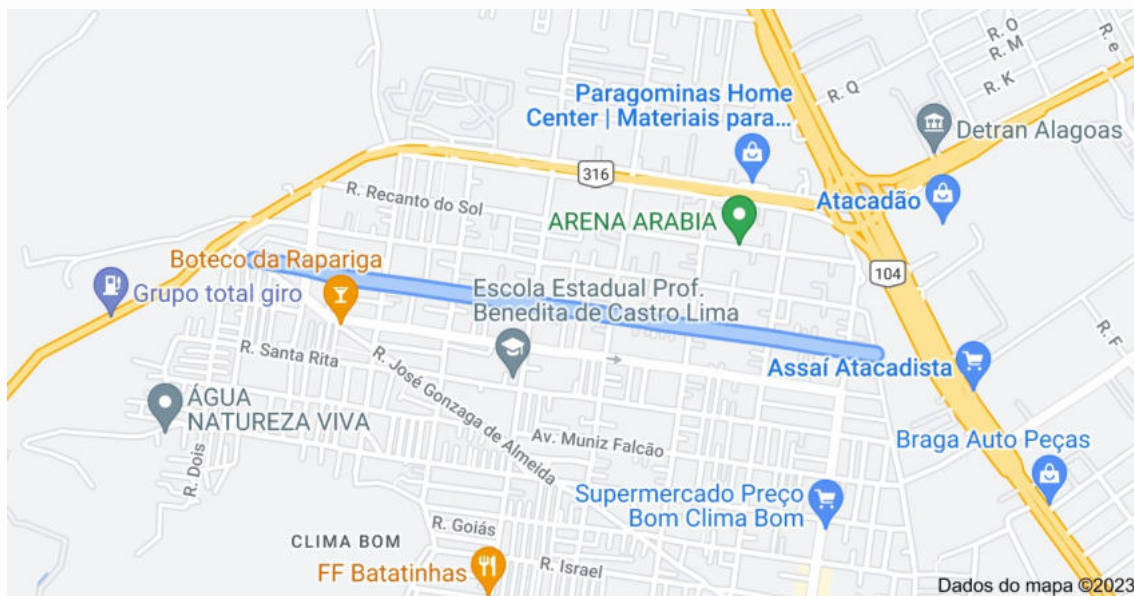 R. O
R. M
R. e
R. K
R. Q
Paragominas Home
Center | Materiais para...
Detran Alagoas
316
R. Recanto do Sol
Atacadão
ARENA ARABIA
Boteco da Rapariga
104
Grupo total giro
Escola Estadual Prof.
Benedita de Castro Lima
R. F
R. Santa Rita
Assaí Atacadista
R. José Gonzaga de Almeida
ÁGUA
NATUREZA VIVA
Av. Muniz Falcão
Braga Auto Peças
R. Dois
Supermercado Preço
Bom Clima Bom
R. Goiás
CLIMA BOM
R. Israel
FF Batatinhas
Dados do mapa ©2023